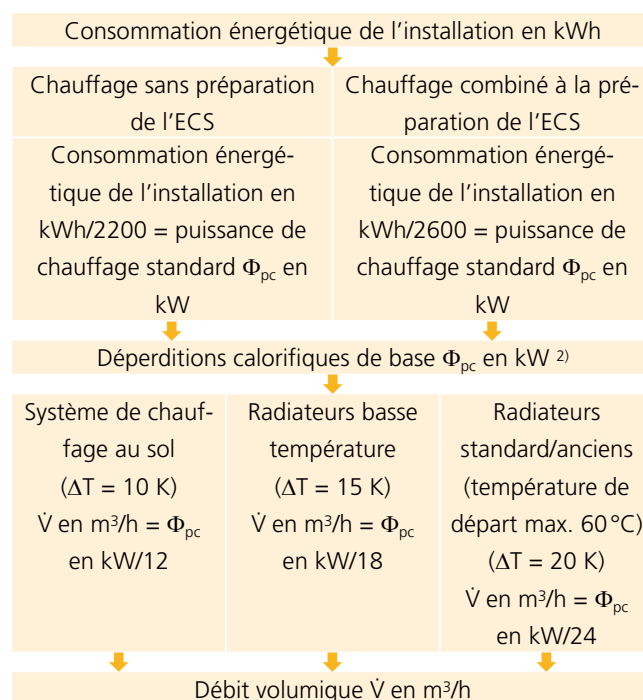 Consommation énergétique de l'installation en kWh
Chauffage sans préparation
de l'ECS
Chauffage combiné à la pré-
paration de l'ECS
Consommation énergé-
tique de l'installation en
kWh/2200 = puissance de
chauffage standard Φpc en
kW
Consommation énergé-
tique de l'installation en
kWh/2600 = puissance de
chauffage standard Φpc en
kW
Déperditions calorifiques de base Φpc en kW 2)
Système de chauf-
fage au sol
(ΔT = 10 K)
V̇ en m³/h = Φpc
en kW/12
Radiateurs basse
température
(ΔT = 15 K)
V̇ en m³/h = Φpc
en kW/18
Radiateurs
standard/anciens
(température de
départ max. 60 °C)
(ΔT = 20 K)
V̇ en m³/h = Φpc
en kW/24
Débit volumique V̇ en m³/h